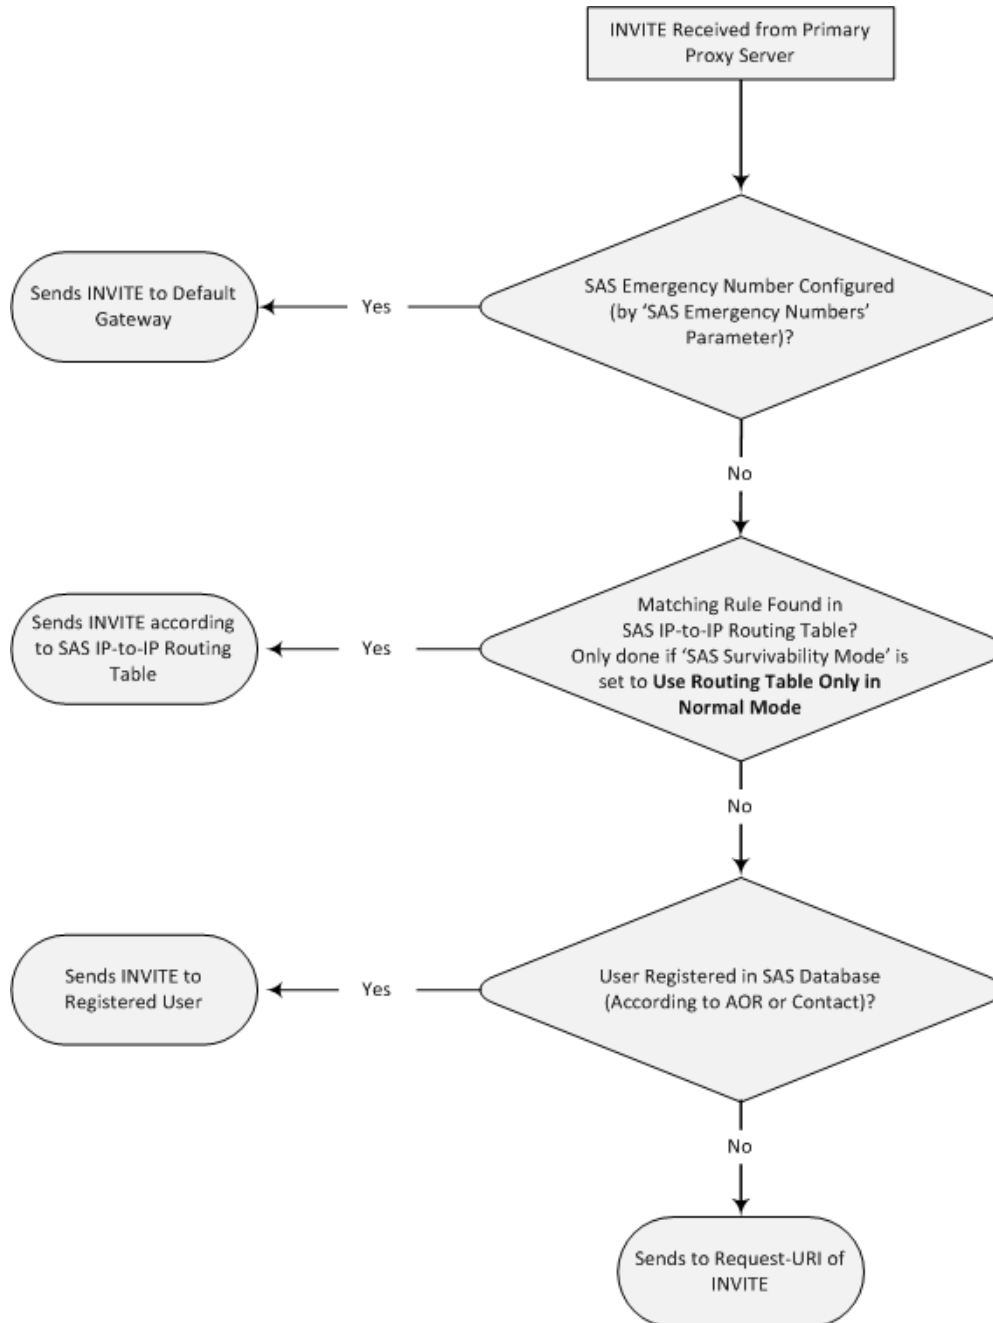 INVITE Received from Primary
Proxy Server
SAS Emergency Number Configured
(by ‘SAS Emergency Numbers’
Parameter)?
Yes
Sends INVITE to Default
Gateway
No
Matching Rule Found in
SAS IP-to-IP Routing Table?
Only done if ‘SAS Survivability Mode’ is
set to Use Routing Table Only in
Normal Mode
Yes
Sends INVITE according
to SAS IP-to-IP Routing
Table
No
User Registered in SAS Database
(According to AOR or Contact)?
Yes
Sends INVITE to
Registered User
No
Sends to Request-URI of
INVITE